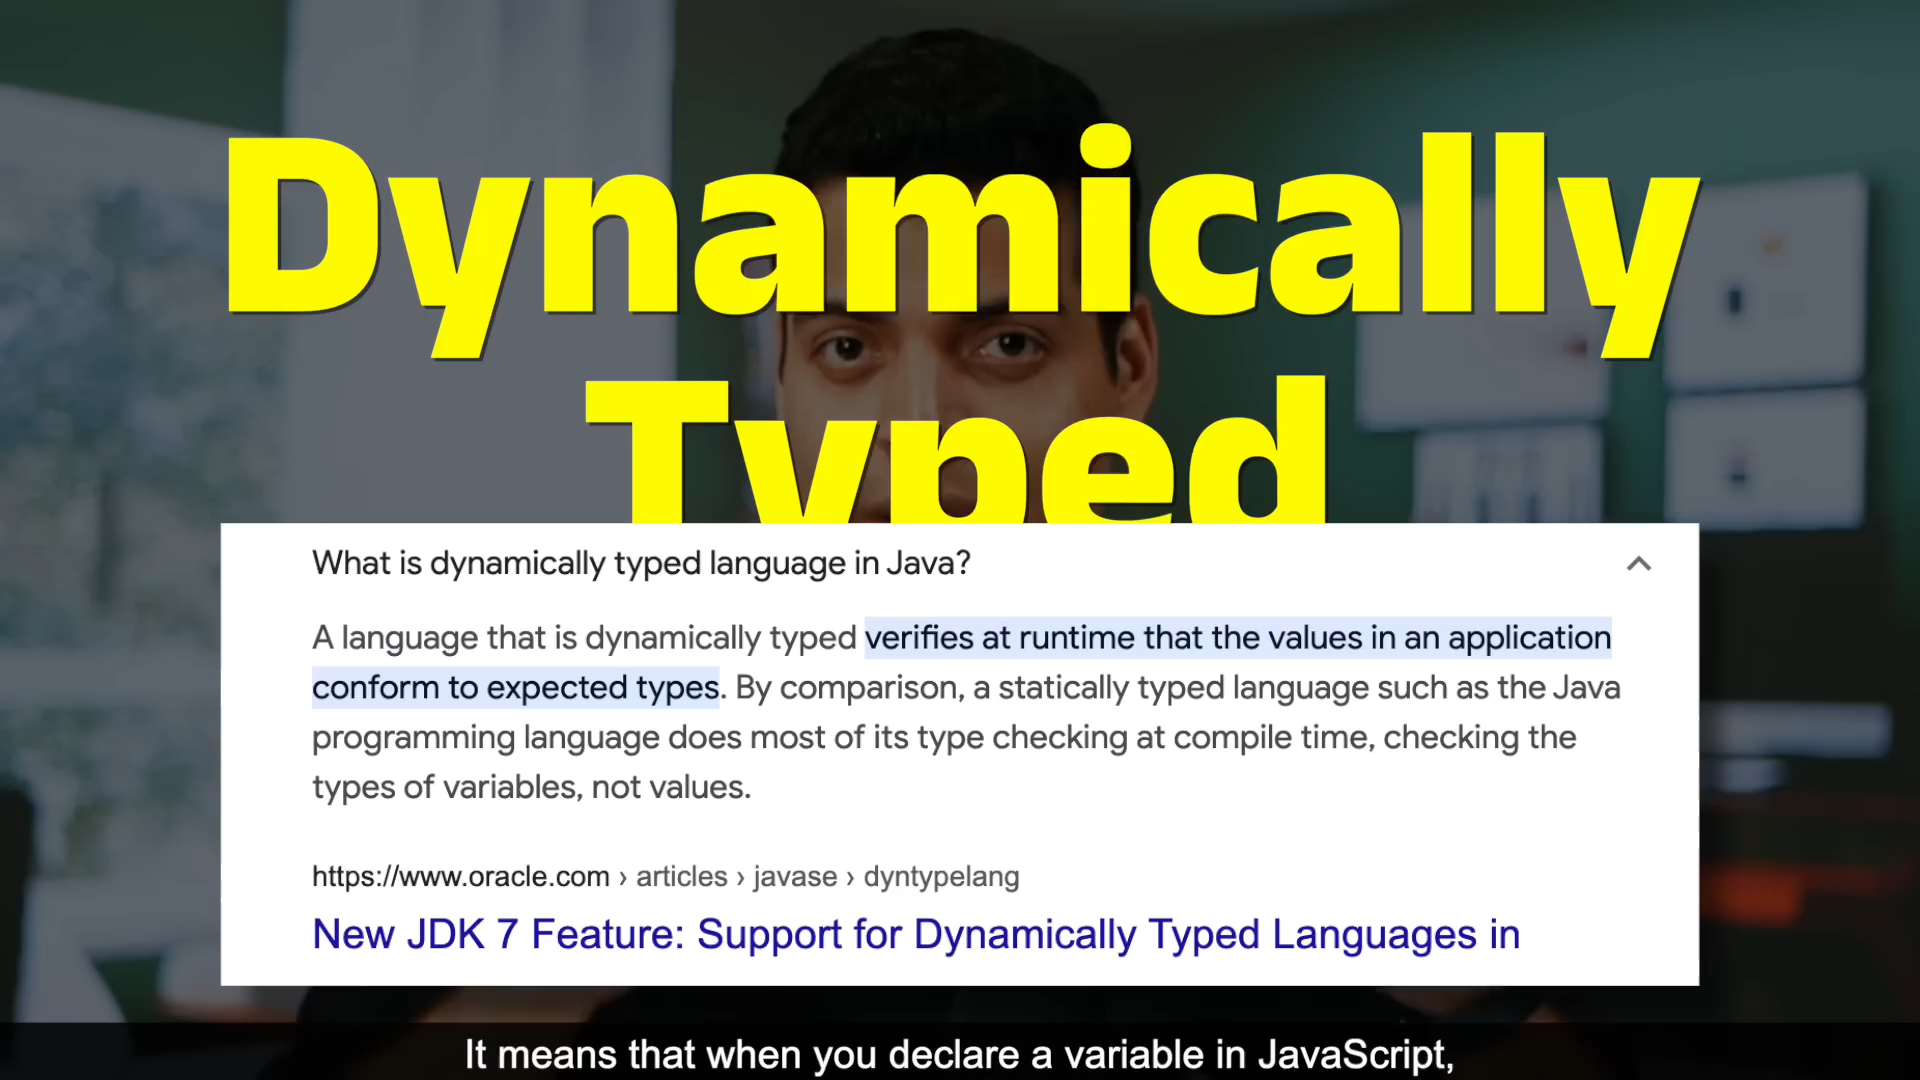 Dynamically
Typed
What is dynamically typed language in Java?
A language that is dynamically typed verifies at runtime that the values in an application
conform to expected types. By comparison, a statically typed language such as the Java
programming language does most of its type checking at compile time, checking the
types of variables, not values.
https://www.oracle.com › articles › javase › dyntypelang
New JDK 7 Feature: Support for Dynamically Typed Languages in
It means that when you declare a variable in JavaScript,